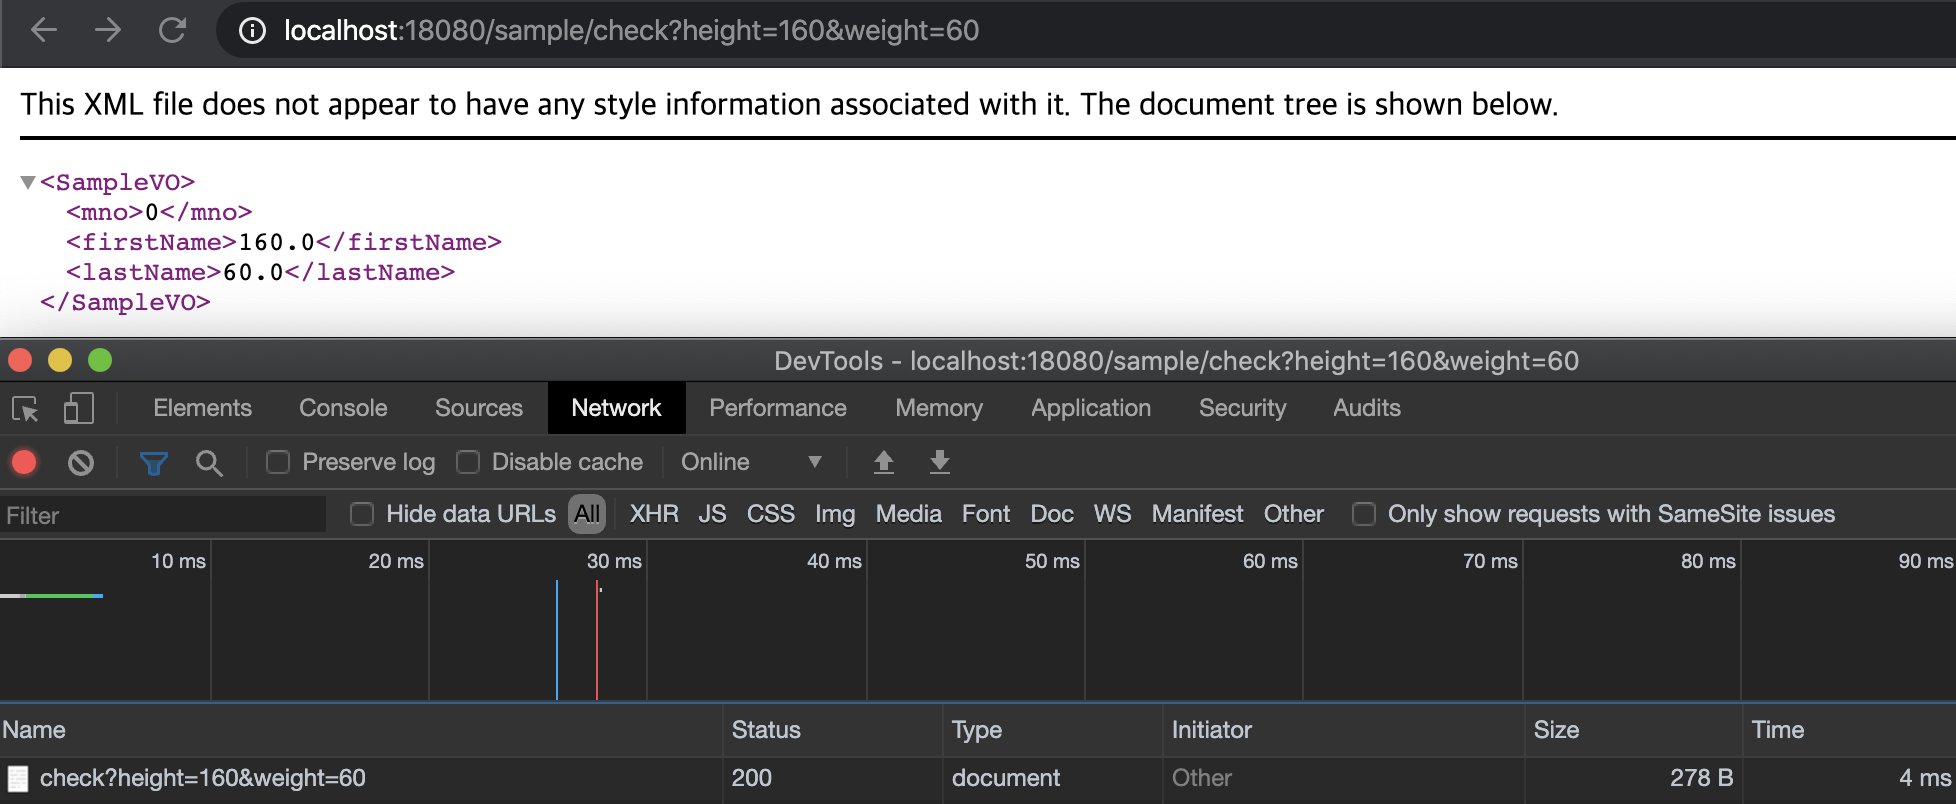 localhost:18080/sample/check?height=160&weight=60
This XML file does not appear to have any style information associated with it. The document tree is shown below.
▼<SampleVO>
<mno>0</mno>
<firstName>160.0</firstName>
<lastName>60.0</lastName>
</SampleVO>
DevTools - localhost:18080/sample/check?height=160&weight=60
Elements Console Sources Network Performance Memory Application Security Audits
Preserve log Disable cache Online ▼
Filter Hide data URLs All XHR JS CSS Img Media Font Doc WS Manifest Other Only show requests with SameSite issues
10 ms 20 ms 30 ms 40 ms 50 ms 60 ms 70 ms 80 ms 90 ms
Name Status Type Initiator Size Time
check?height=160&weight=60 200 document Other 278 B 4 ms